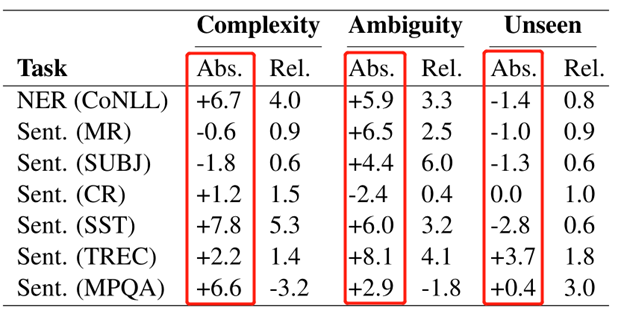 Complexity Ambiguity Unseen
Task Abs. Rel. Abs. Rel. Abs. Rel.
NER (CoNLL) +6.7 4.0 +5.9 3.3 -1.4 0.8
Sent. (MR) -0.6 0.9 +6.5 2.5 -1.0 0.9
Sent. (SUBJ) -1.8 0.6 +4.4 6.0 -1.3 0.6
Sent. (CR) +1.2 1.5 -2.4 0.4 0.0 1.0
Sent. (SST) +7.8 5.3 +6.0 3.2 -2.8 0.6
Sent. (TREC) +2.2 1.4 +8.1 4.1 +3.7 1.8
Sent. (MPQA) +6.6 -3.2 +2.9 -1.8 +0.4 3.0